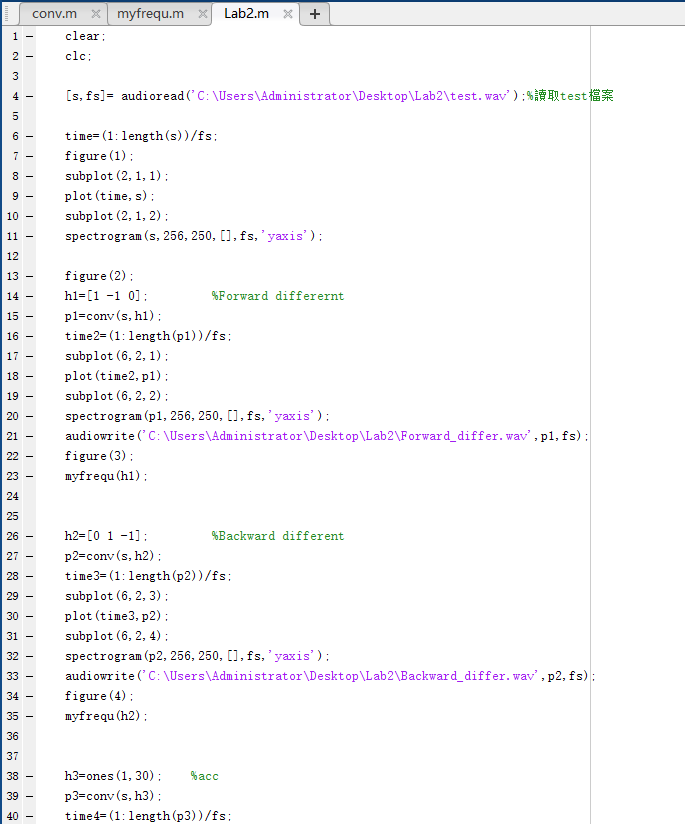 conv.m × myfrequ.m × Lab2.m × +
1 – clear;
2 – clc;
3
4 – [s,fs]= audioread('C:\Users\Administrator\Desktop\Lab2\test.wav');%讀取test檔案
5
6 – time=(1:length(s))/fs;
7 – figure(1);
8 – subplot(2,1,1);
9 – plot(time,s);
10 – subplot(2,1,2);
11 – spectrogram(s,256,250,[],fs,'yaxis');
12
13 – figure(2);
14 – h1=[1 -1 0]; %Forward differernt
15 – p1=conv(s,h1);
16 – time2=(1:length(p1))/fs;
17 – subplot(6,2,1);
18 – plot(time2,p1);
19 – subplot(6,2,2);
20 – spectrogram(p1,256,250,[],fs,'yaxis');
21 – audiowrite('C:\Users\Administrator\Desktop\Lab2\Forward_differ.wav',p1,fs);
22 – figure(3);
23 – myfrequ(h1);
24
25
26 – h2=[0 1 -1]; %Backward different
27 – p2=conv(s,h2);
28 – time3=(1:length(p2))/fs;
29 – subplot(6,2,3);
30 – plot(time3,p2);
31 – subplot(6,2,4);
32 – spectrogram(p2,256,250,[],fs,'yaxis');
33 – audiowrite('C:\Users\Administrator\Desktop\Lab2\Backward_differ.wav',p2,fs);
34 – figure(4);
35 – myfrequ(h2);
36
37
38 – h3=ones(1,30); %acc
39 – p3=conv(s,h3);
40 – time4=(1:length(p3))/fs;